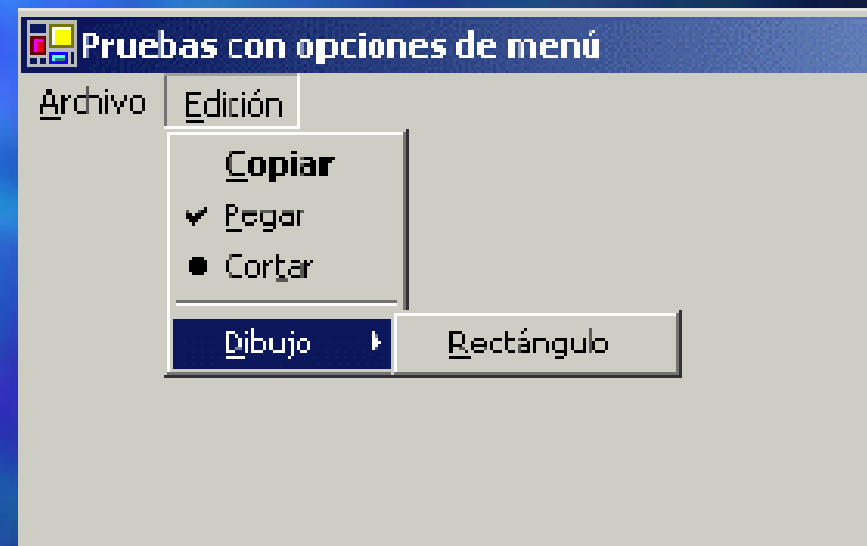 Pruebas con opciones de menú
Archivo Edición
Copiar
Pegar
Cortar
Dibujo Rectángulo